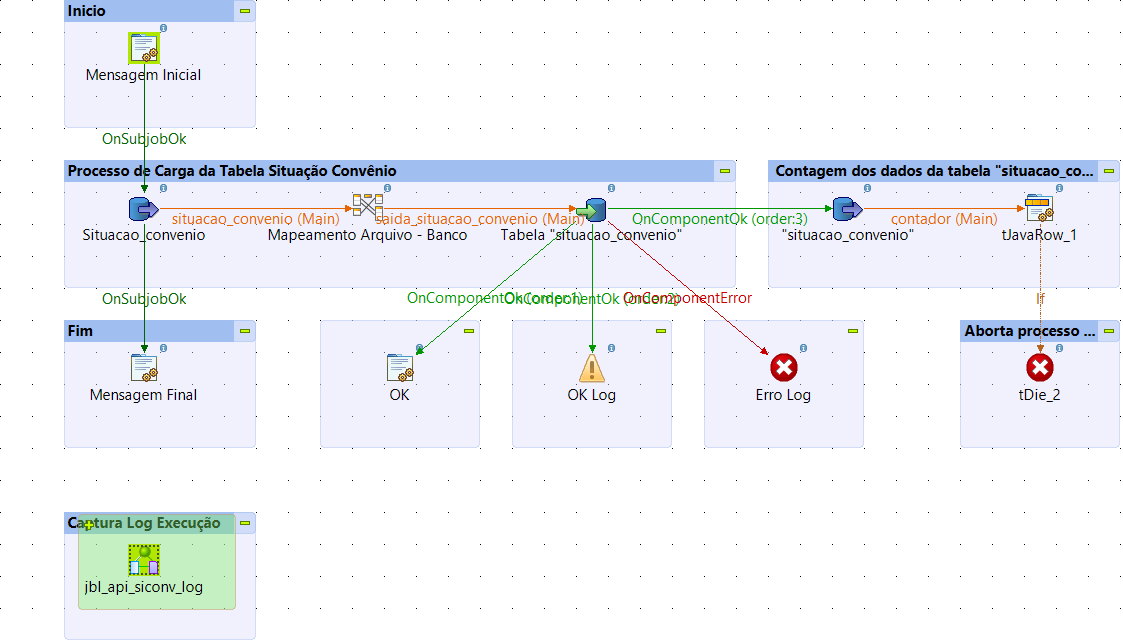 Inicio
Mensagem Inicial
OnSubjobOk
Processo de Carga da Tabela Situação Convênio
Contagem dos dados da tabela "situacao_co...
situacao_convenio (Main)
saida_situacao_convenio (Main)
OnComponentOk (order:3)
contador (Main)
Situacao_convenio
Mapeamento Arquivo - Banco
Tabela "situacao_convenio"
"situacao_convenio"
tJavaRow_1
OnSubjobOk
OnComponentOk (order:1)
OnComponentOk (order:2)
OnComponentError
If
Fim
Aborta processo ...
Mensagem Final
OK
OK Log
Erro Log
tDie_2
Captura Log Execução
jbl_api_siconv_log